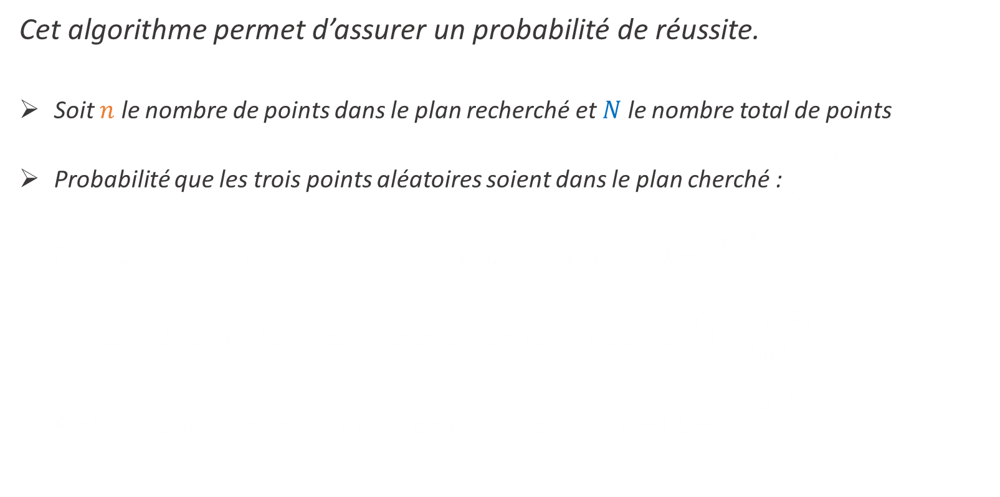 Cet algorithme permet d’assurer un probabilité de réussite.
➢ Soit n le nombre de points dans le plan recherché et N le nombre total de points
➢ Probabilité que les trois points aléatoires soient dans le plan cherché :